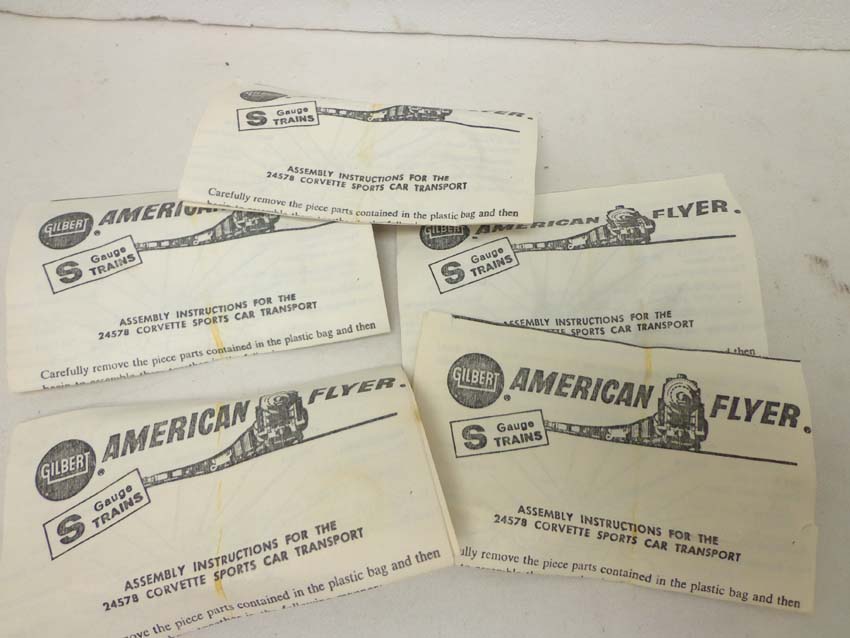 S Gauge
TRAINS
ASSEMBLY INSTRUCTIONS FOR THE
24578 CORVETTE SPORTS CAR TRANSPORT
Carefully remove the piece parts contained in the plastic bag and then
GILBERT AMERICAN
S Gauge
TRAINS
ASSEMBLY INSTRUCTIONS FOR THE
24578 CORVETTE SPORTS CAR TRANSPORT
Carefully remove the piece parts contained in the plastic bag and then
GILBERT AMERICAN FLYER.
S Gauge
TRAINS
ASSEMBLY INSTRUCTIONS FOR THE
SPORTS CAR TRANSPORT
then
GILBERT AMERICAN FLYER.
S Gauge
TRAINS
ASSEMBLY INSTRUCTIONS FOR THE
24578 CORVETTE SPORTS CAR TRANSPORT
the piece parts contained in the plastic bag and then
GILBERT AMERICAN FLYER.
S Gauge
TRAINS
ASSEMBLY INSTRUCTIONS FOR THE
24578 CORVETTE SPORTS CAR TRANSPORT
remove the piece parts contained in the plastic bag and then